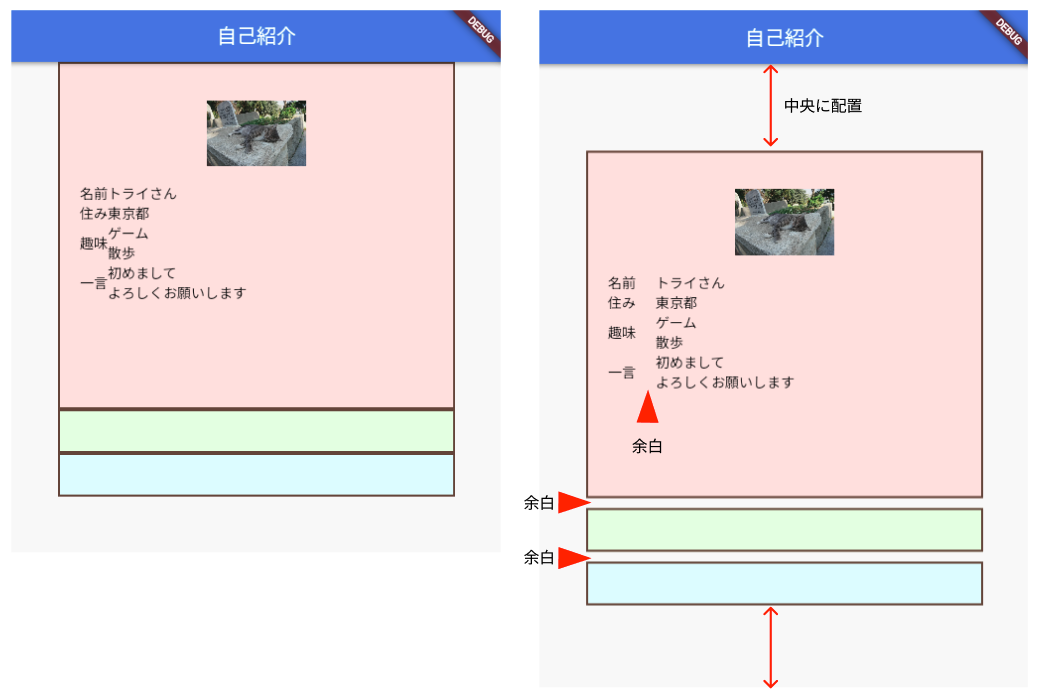 自己紹介
DEBUG
名前トライさん
住み東京都
趣味
ゲーム
散歩
一言
初めまして
よろしくお願いします
自己紹介
DEBUG
中央に配置
名前 トライさん
住み 東京都
趣味
ゲーム
散歩
一言
初めまして
よろしくお願いします
余白
余白
余白